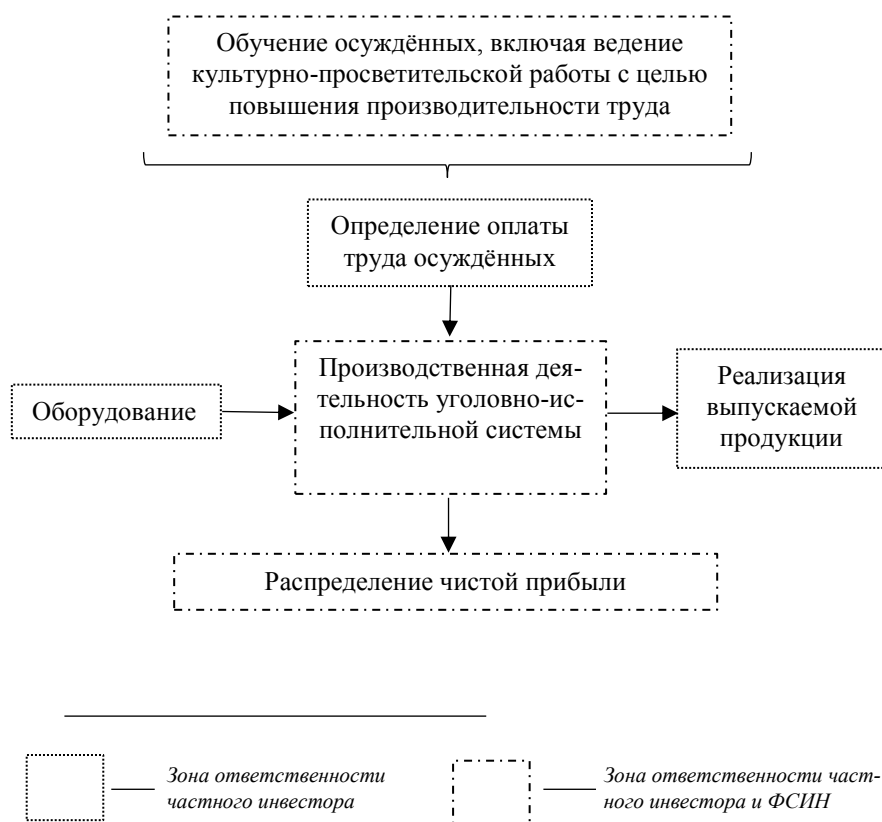 Обучение осуждённых, включая ведение
культурно-просветительской работы с целью
повышения производительности труда
Определение оплаты
труда осуждённых
Оборудование
Производственная дея-
тельность уголовно-ис-
полнительной системы
Реализация
выпускаемой
продукции
Распределение чистой прибыли
Зона ответственности
частного инвестора
Зона ответственности част-
ного инвестора и ФСИН